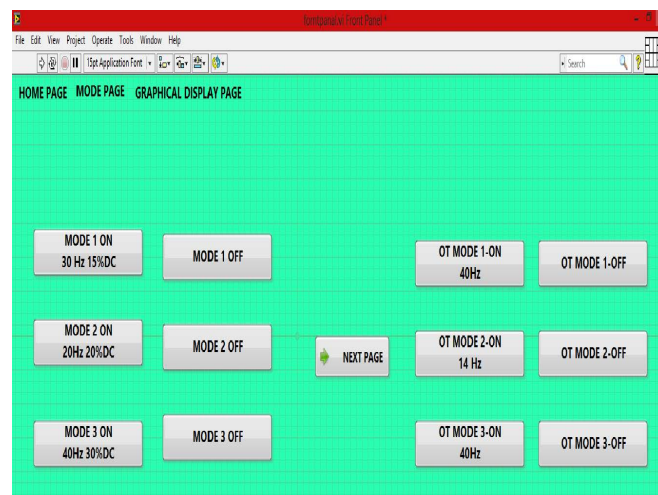 formtpanal.vi Front Panel *
File Edit View Project Operate Tools Window Help
15pt Application Font
Search
HOME PAGE MODE PAGE GRAPHICAL DISPLAY PAGE
MODE 1 ON
30 Hz 15%DC
MODE 1 OFF
OT MODE 1-ON
40Hz
OT MODE 1-OFF
MODE 2 ON
20Hz 20%DC
MODE 2 OFF
NEXT PAGE
OT MODE 2-ON
14 Hz
OT MODE 2-OFF
MODE 3 ON
40Hz 30%DC
MODE 3 OFF
OT MODE 3-ON
40Hz
OT MODE 3-OFF